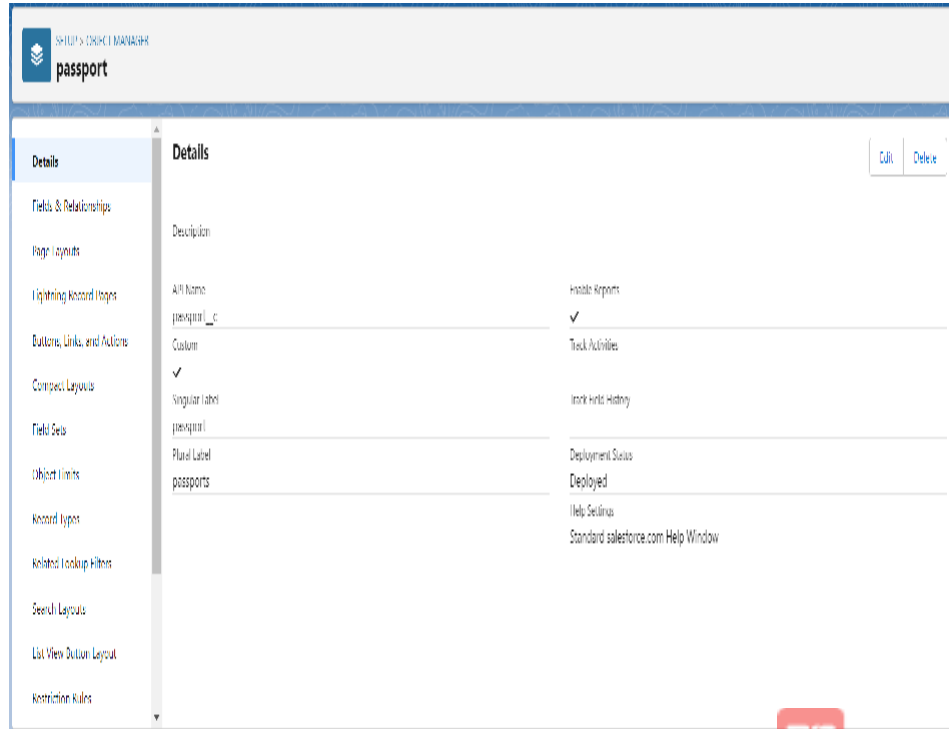 SETUP > OBJECT MANAGER
passport
Details
Fields & Relationships
Page Layouts
Lightning Record Pages
Buttons, Links, and Actions
Compact Layouts
Field Sets
Object Limits
Record Types
Related Lookup Filters
Search Layouts
List View Button Layout
Restriction Rules
Details
Edit
Delete
Description
API Name
passport__c
Custom
Singular Label
passport
Plural Label
passports
Enable Reports
Track Activities
Track Field History
Deployment Status
Deployed
Help Settings
Standard salesforce.com Help Window